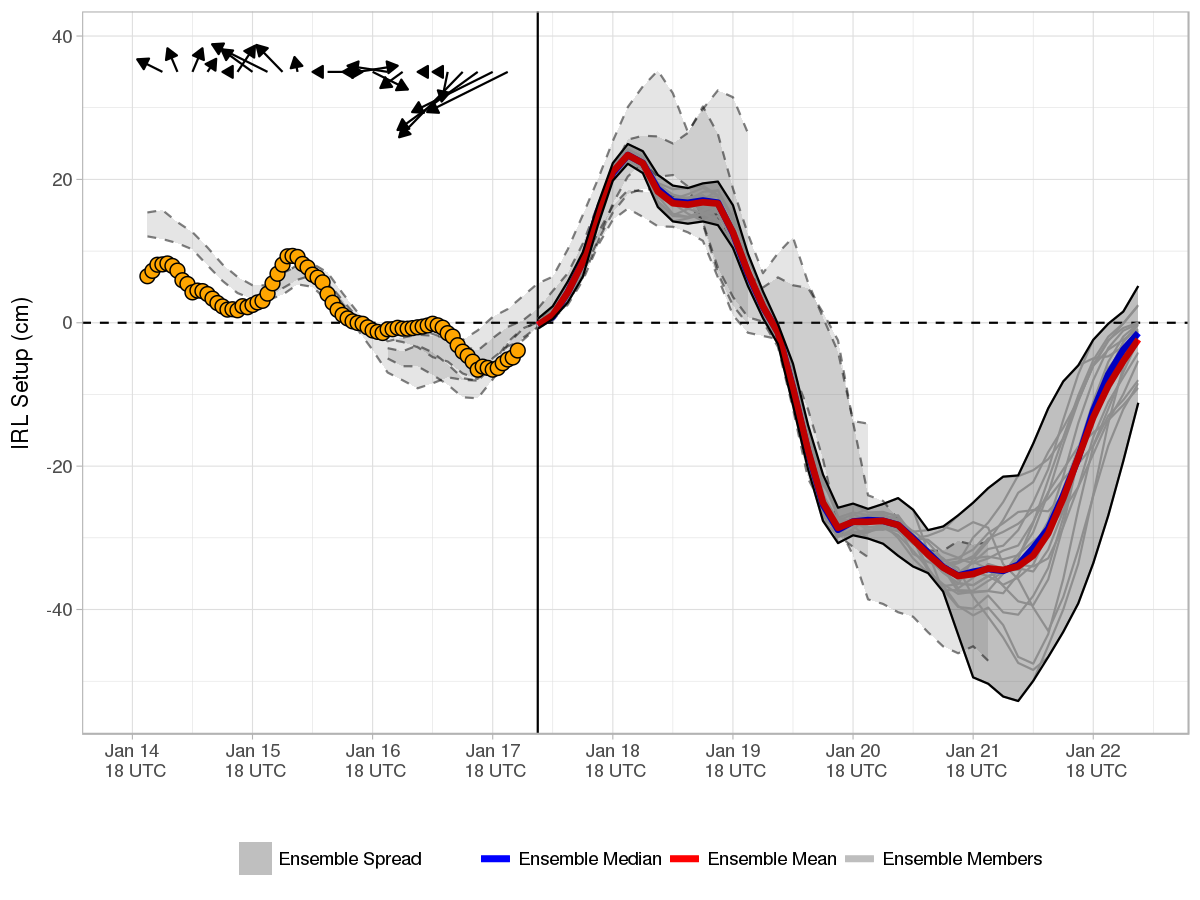 IRL Setup (cm)
40
20
0
-20
-40
Jan 14
18 UTC
Jan 15
18 UTC
Jan 16
18 UTC
Jan 17
18 UTC
Jan 18
18 UTC
Jan 19
18 UTC
Jan 20
18 UTC
Jan 21
18 UTC
Jan 22
18 UTC
Ensemble Spread
Ensemble Median
Ensemble Mean
Ensemble Members